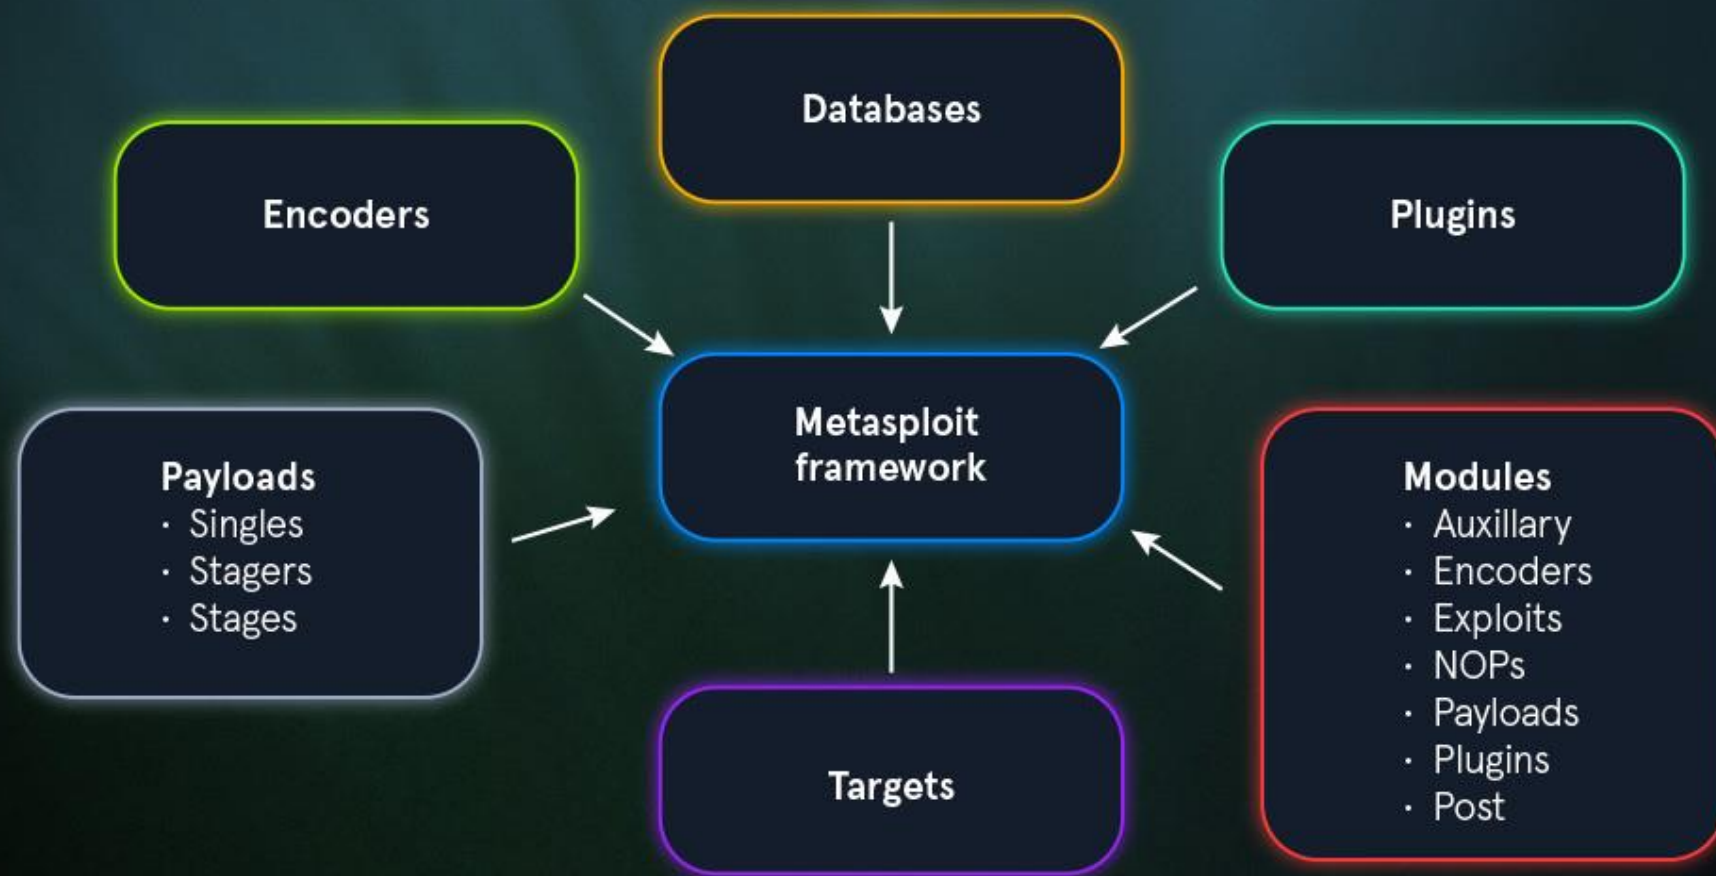 Databases
Encoders
Plugins
Metasploit
framework
Payloads
· Singles
· Stagers
· Stages
Modules
· Auxillary
· Encoders
· Exploits
· NOPs
· Payloads
· Plugins
· Post
Targets